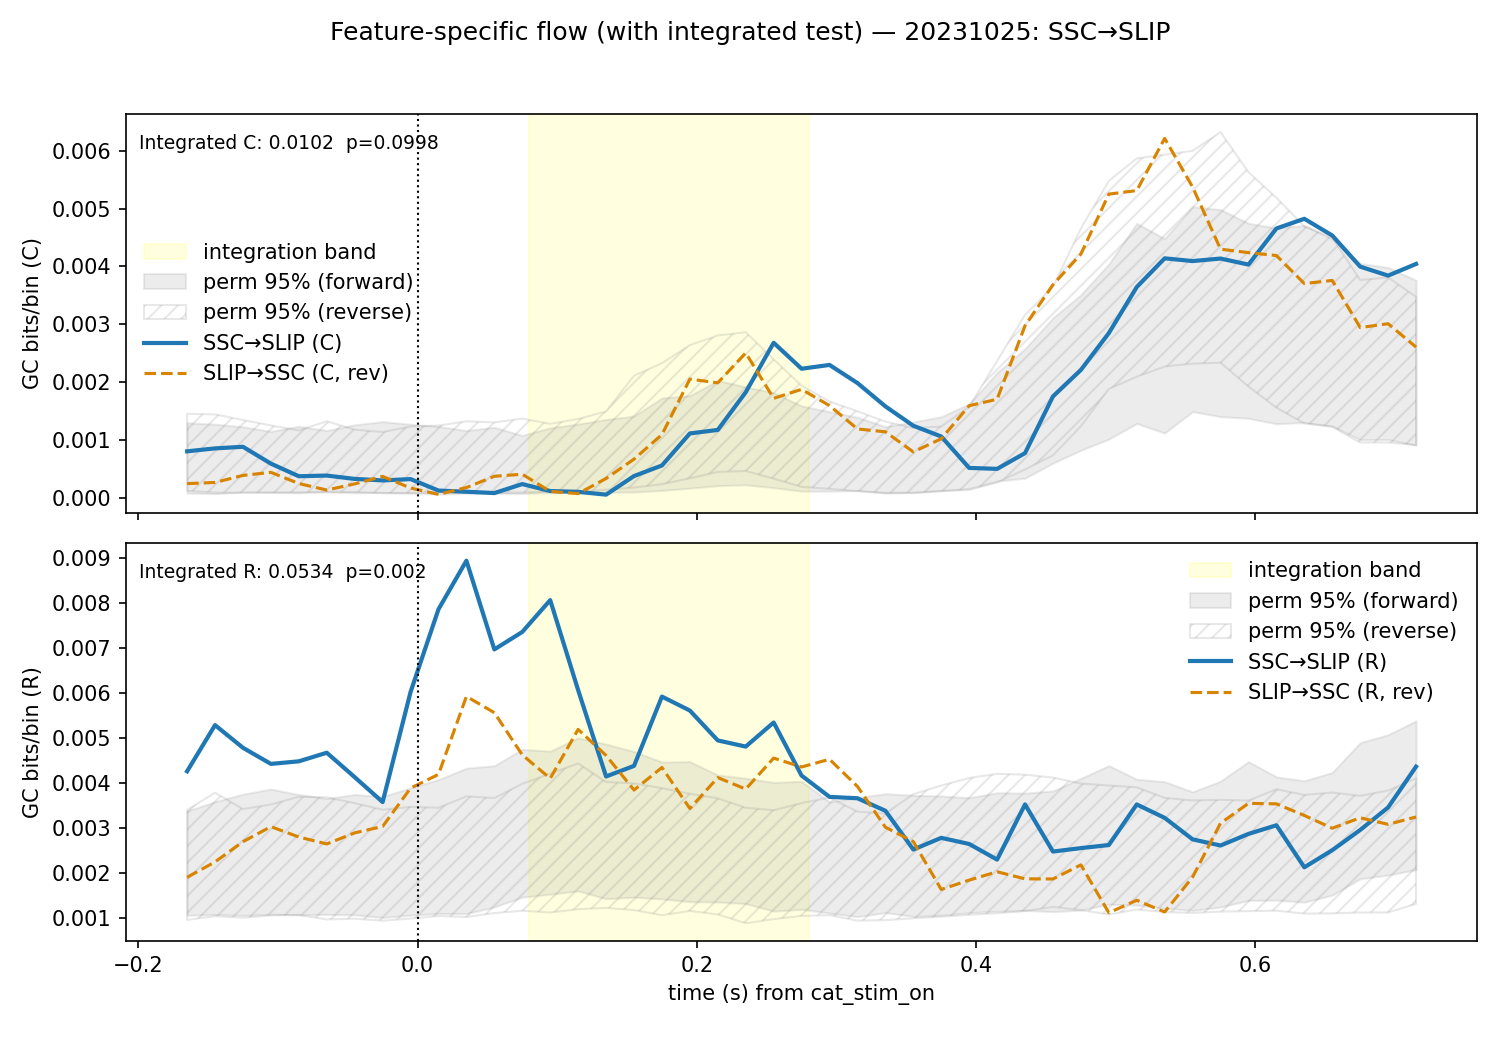 Feature-specific flow (with integrated test) — 20231025: SSC→SLIP
Integrated C: 0.0102  p=0.0998
integration band
perm 95% (forward)
perm 95% (reverse)
SSC→SLIP (C)
SLIP→SSC (C, rev)
GC bits/bin (C)
0.006
0.005
0.004
0.003
0.002
0.001
0.000
Integrated R: 0.0534  p=0.002
integration band
perm 95% (forward)
perm 95% (reverse)
SSC→SLIP (R)
SLIP→SSC (R, rev)
GC bits/bin (R)
0.009
0.008
0.007
0.006
0.005
0.004
0.003
0.002
0.001
−0.2 0.0 0.2 0.4 0.6
time (s) from cat_stim_on